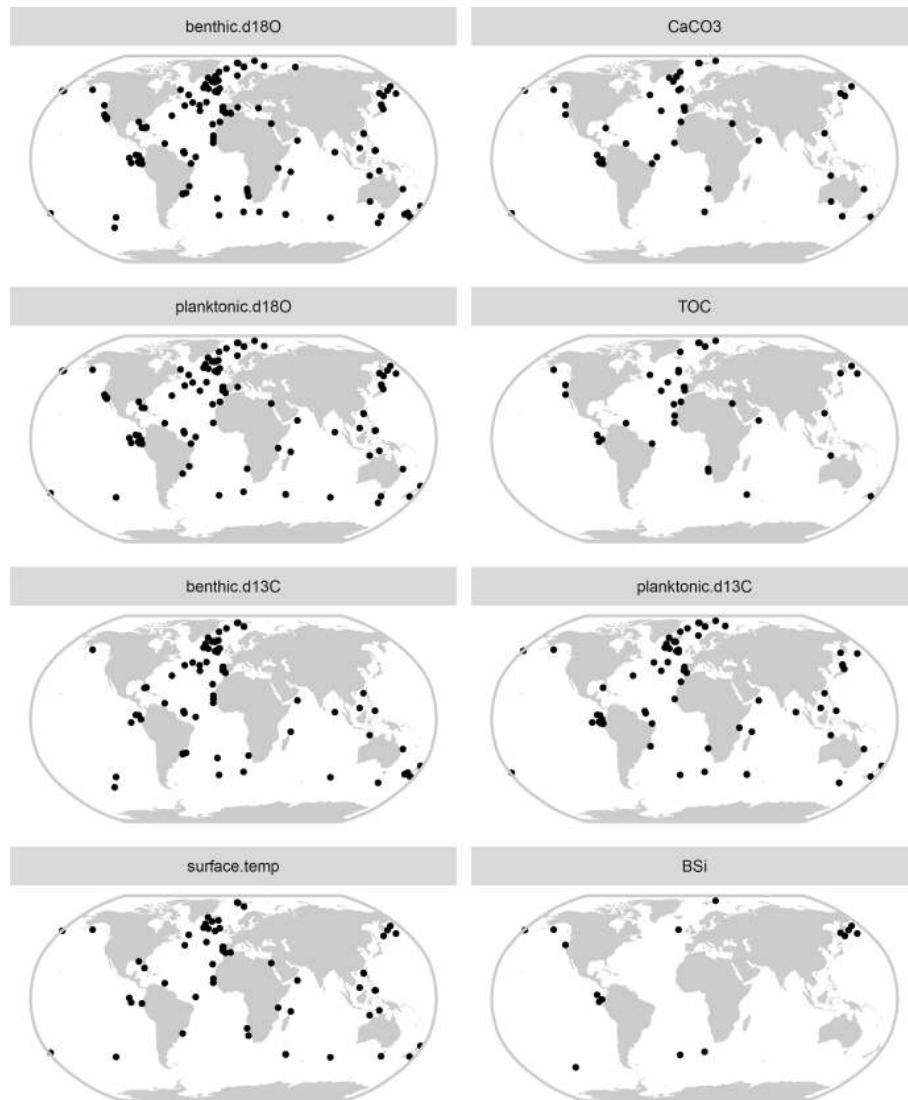 benthic.d18O
CaCO3
planktonic.d18O
TOC
benthic.d13C
planktonic.d13C
surface.temp
BSi